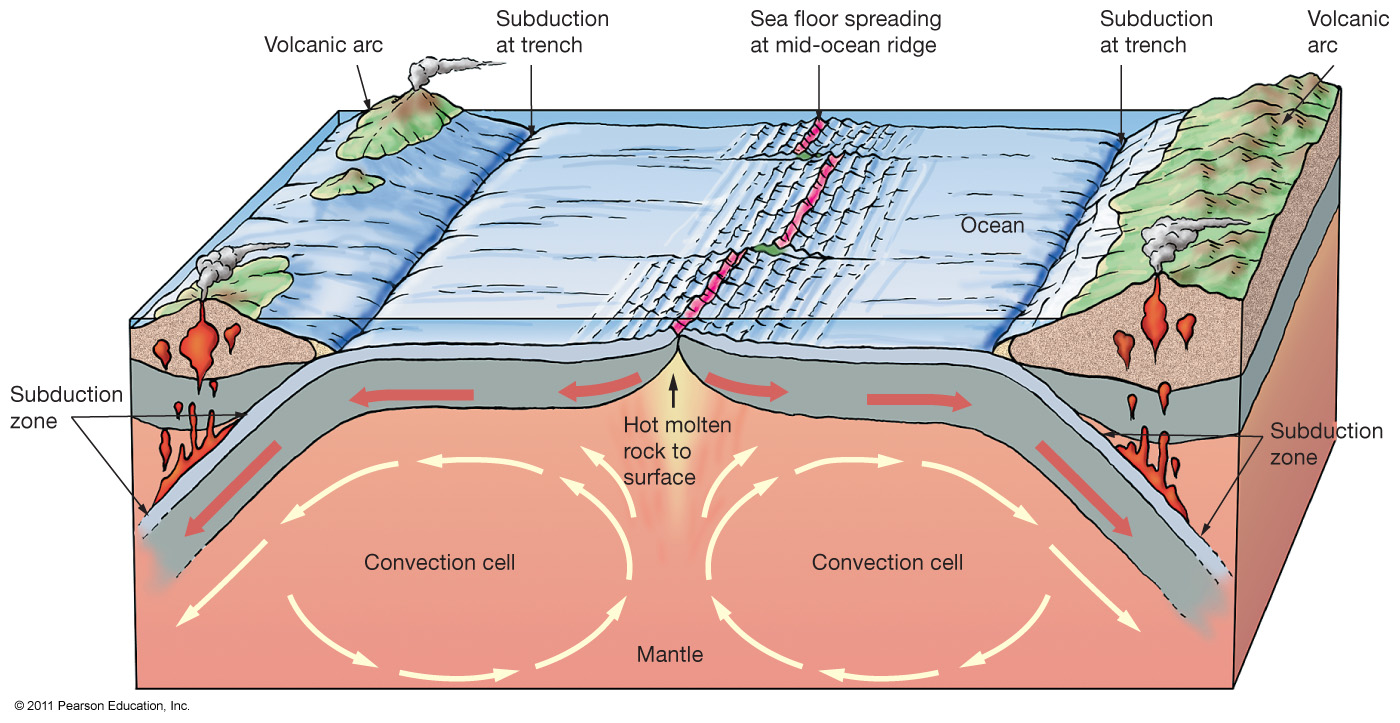 Volcanic arc
Subduction
at trench
Sea floor spreading
at mid-ocean ridge
Subduction
at trench
Volcanic
arc
Ocean
Subduction
zone
Hot molten
rock to
surface
Subduction
zone
Convection cell
Convection cell
Mantle
© 2011 Pearson Education, Inc.